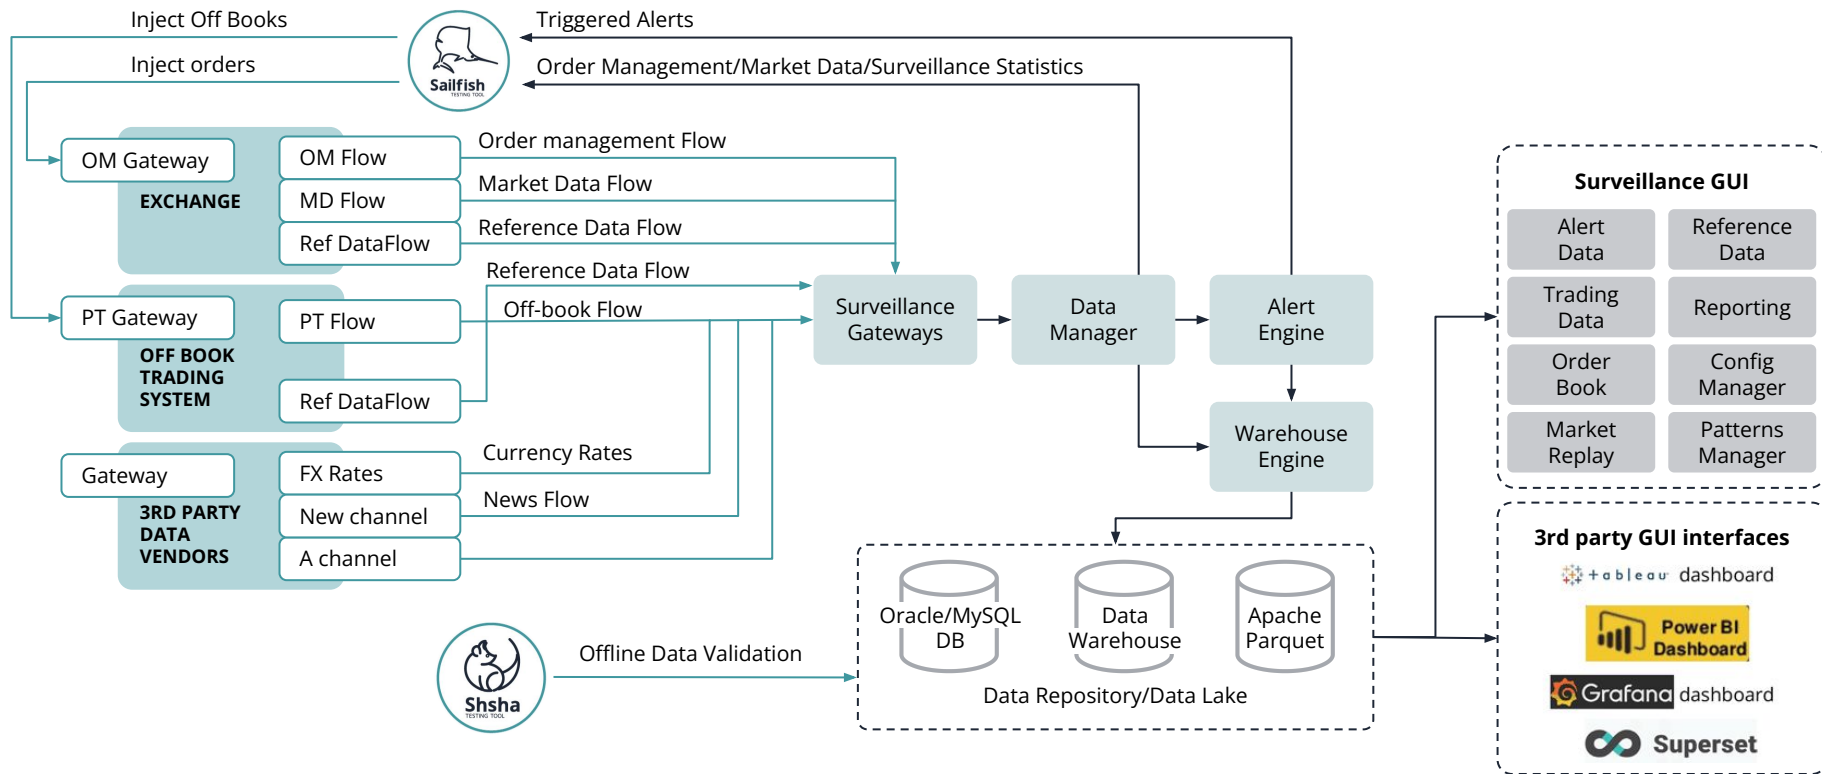 Inject Off Books
Inject orders
Sailfish
TESTING TOOL
Triggered Alerts
Order Management/Market Data/Surveillance Statistics
OM Gateway
EXCHANGE
OM Flow
MD Flow
Ref DataFlow
Order management Flow
Market Data Flow
Reference Data Flow
Reference Data Flow
Off-book Flow
PT Gateway
OFF BOOK
TRADING
SYSTEM
PT Flow
Ref DataFlow
Gateway
3RD PARTY
DATA
VENDORS
FX Rates
New channel
A channel
Currency Rates
News Flow
Surveillance
Gateways
Data
Manager
Alert
Engine
Warehouse
Engine
Shsha
TESTING TOOL
Offline Data Validation
Oracle/MySQL
DB
Data
Warehouse
Apache
Parquet
Data Repository/Data Lake
Surveillance GUI
Alert
Data
Reference
Data
Trading
Data
Reporting
Order
Book
Config
Manager
Market
Replay
Patterns
Manager
3rd party GUI interfaces
tableau dashboard
Power BI
Dashboard
Grafana dashboard
Superset